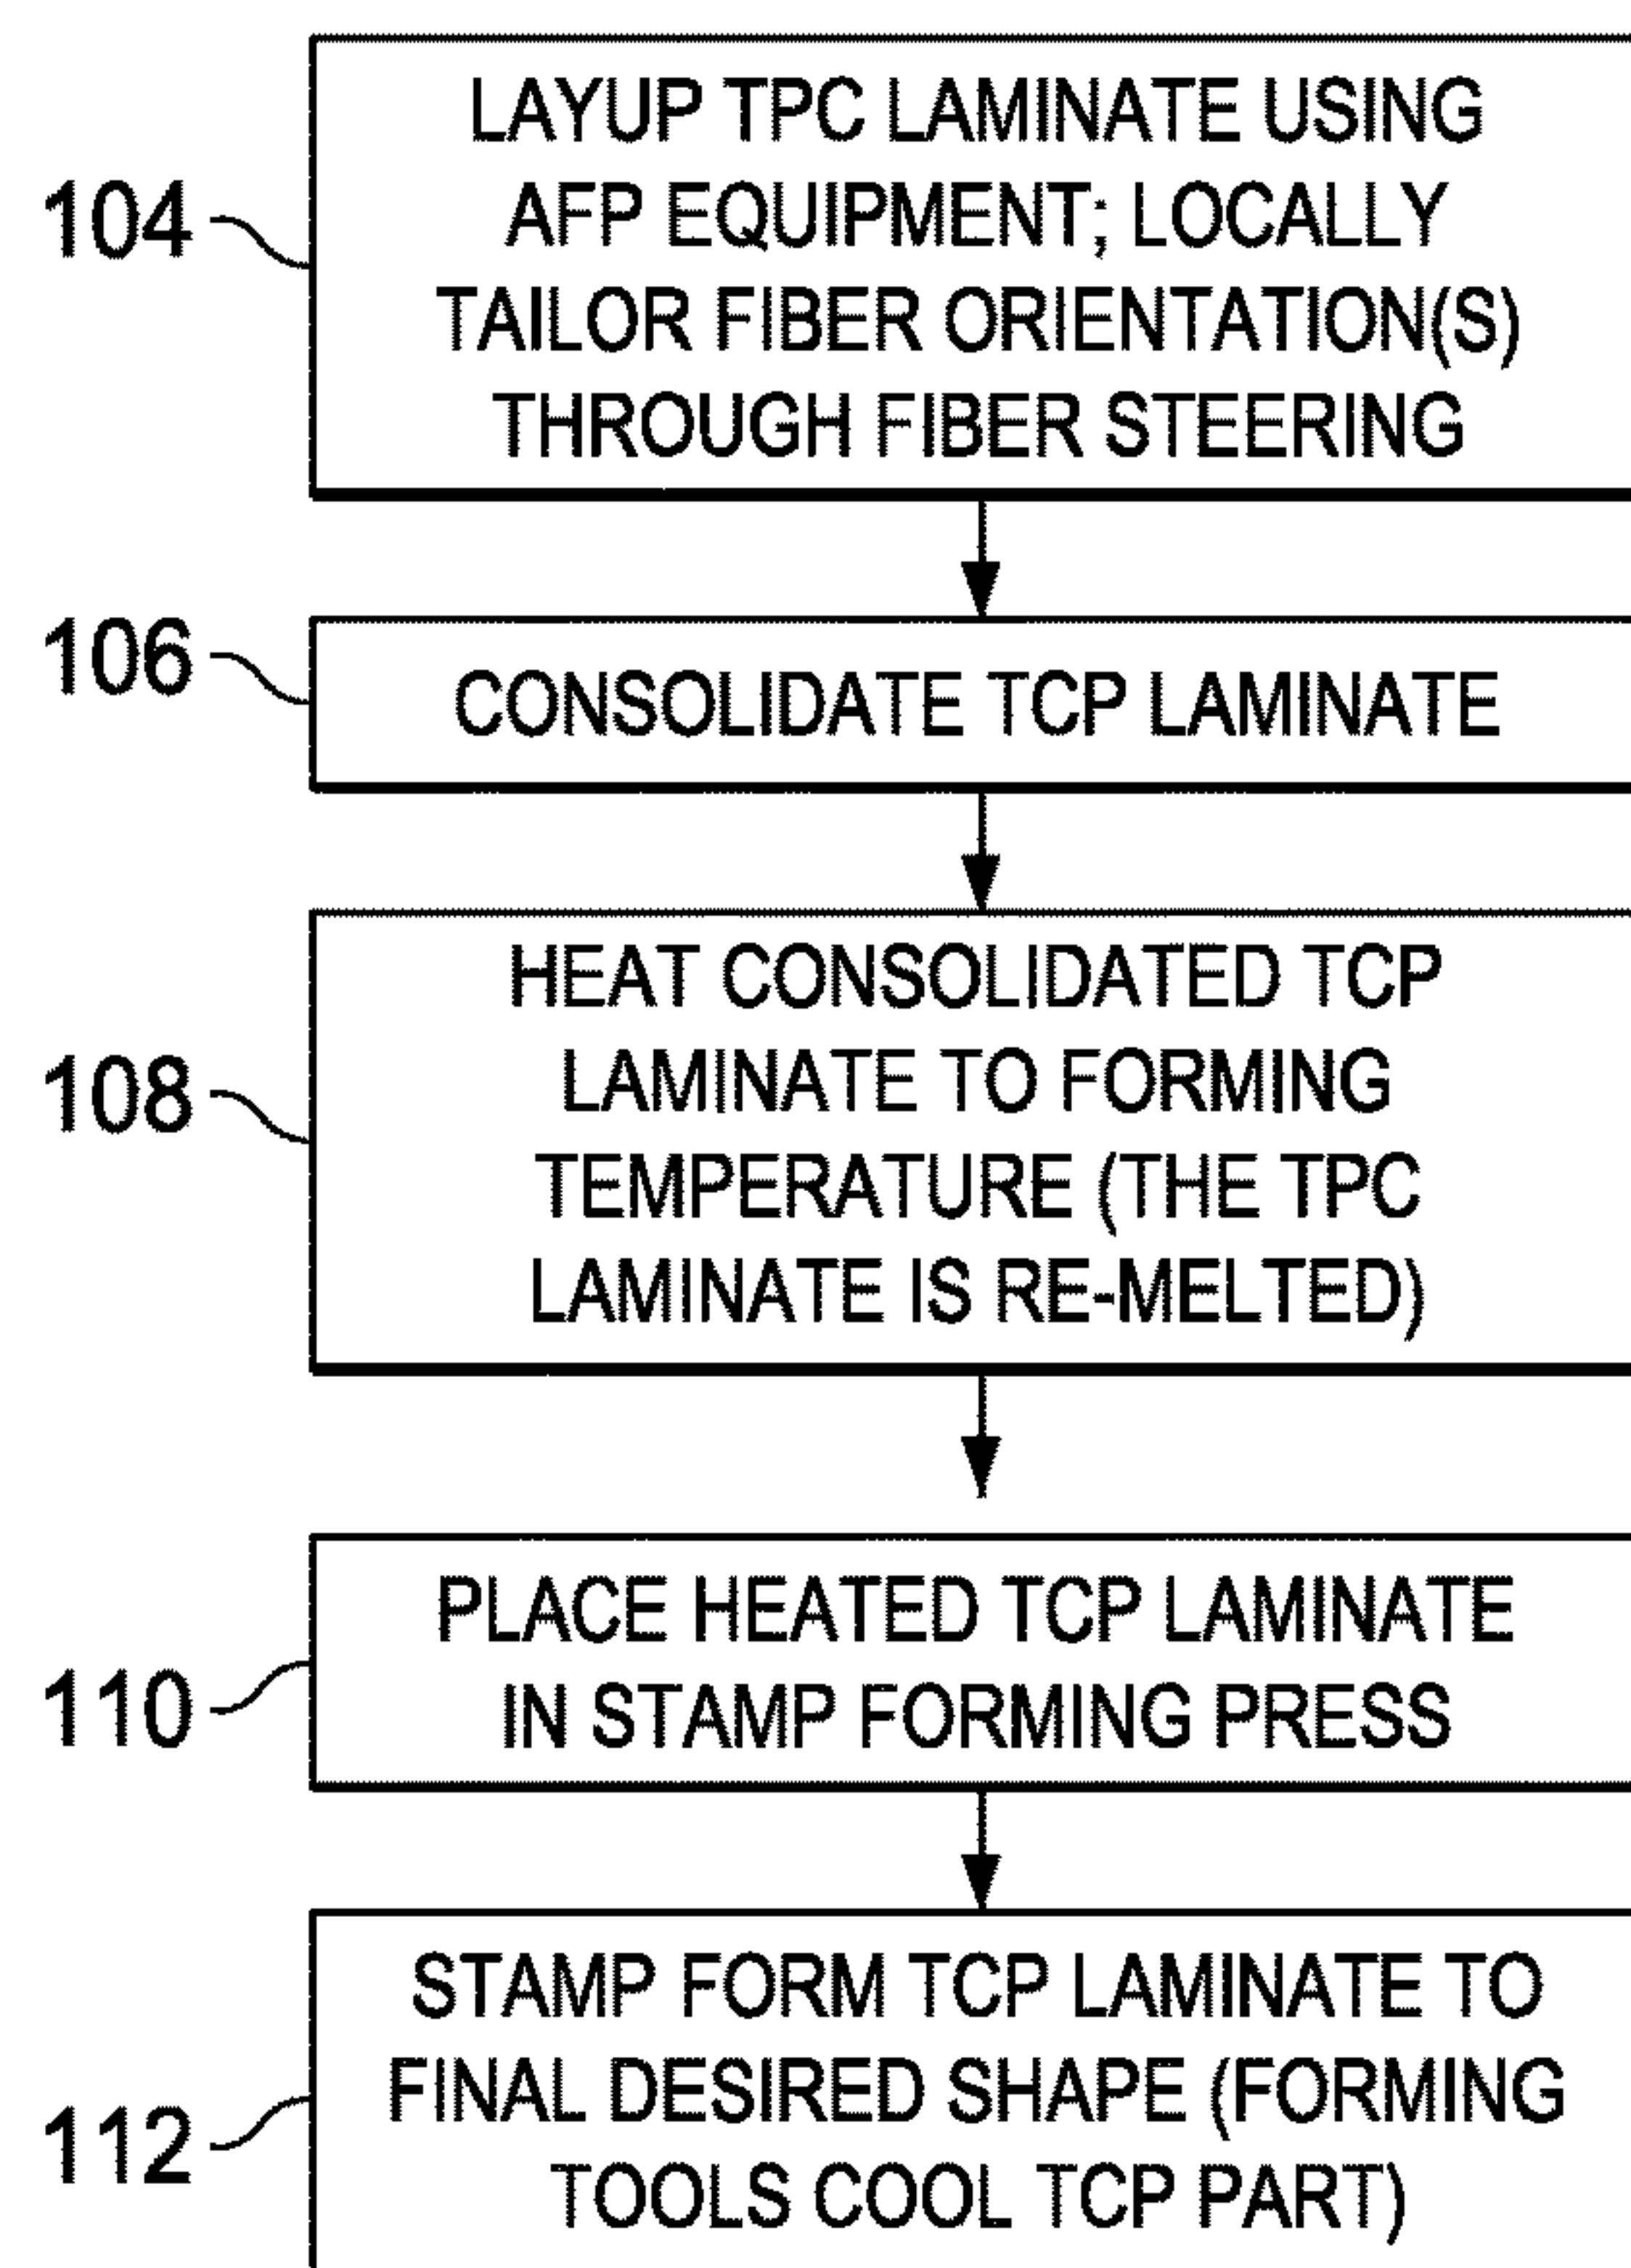 104
LAYUP TPC LAMINATE USING
AFP EQUIPMENT; LOCALLY
TAILOR FIBER ORIENTATION(S)
THROUGH FIBER STEERING
106
CONSOLIDATE TCP LAMINATE
108
HEAT CONSOLIDATED TCP
LAMINATE TO FORMING
TEMPERATURE (THE TPC
LAMINATE IS RE-MELTED)
110
PLACE HEATED TCP LAMINATE
IN STAMP FORMING PRESS
112
STAMP FORM TCP LAMINATE TO
FINAL DESIRED SHAPE (FORMING
TOOLS COOL TCP PART)